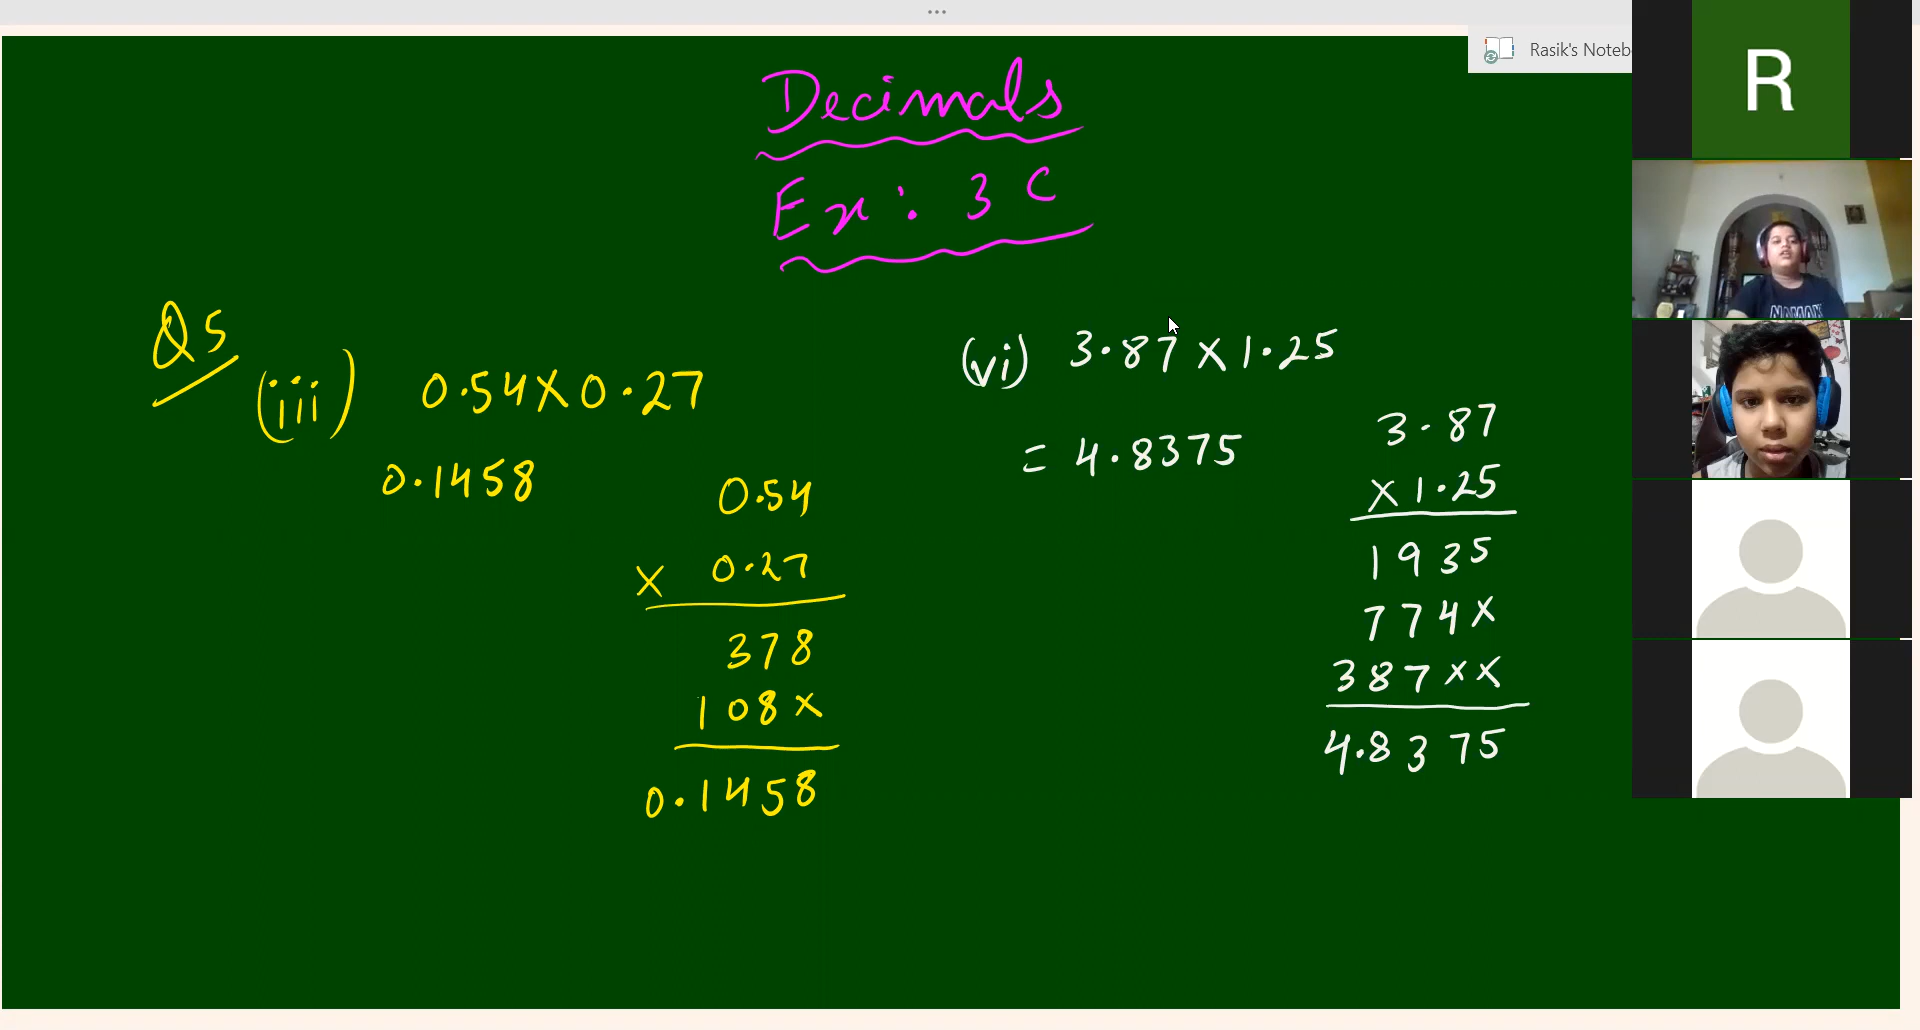 Rasik's Noteb
R
Decimals
Ex: 3 C
Q5
(iii) 0.54 X 0.27
0.1458
0.54
X 0.27
378
108X
0.1458
(vi) 3.87 X 1.25
= 4.8375
3.87
X 1.25
1935
774X
387XX
4.8375